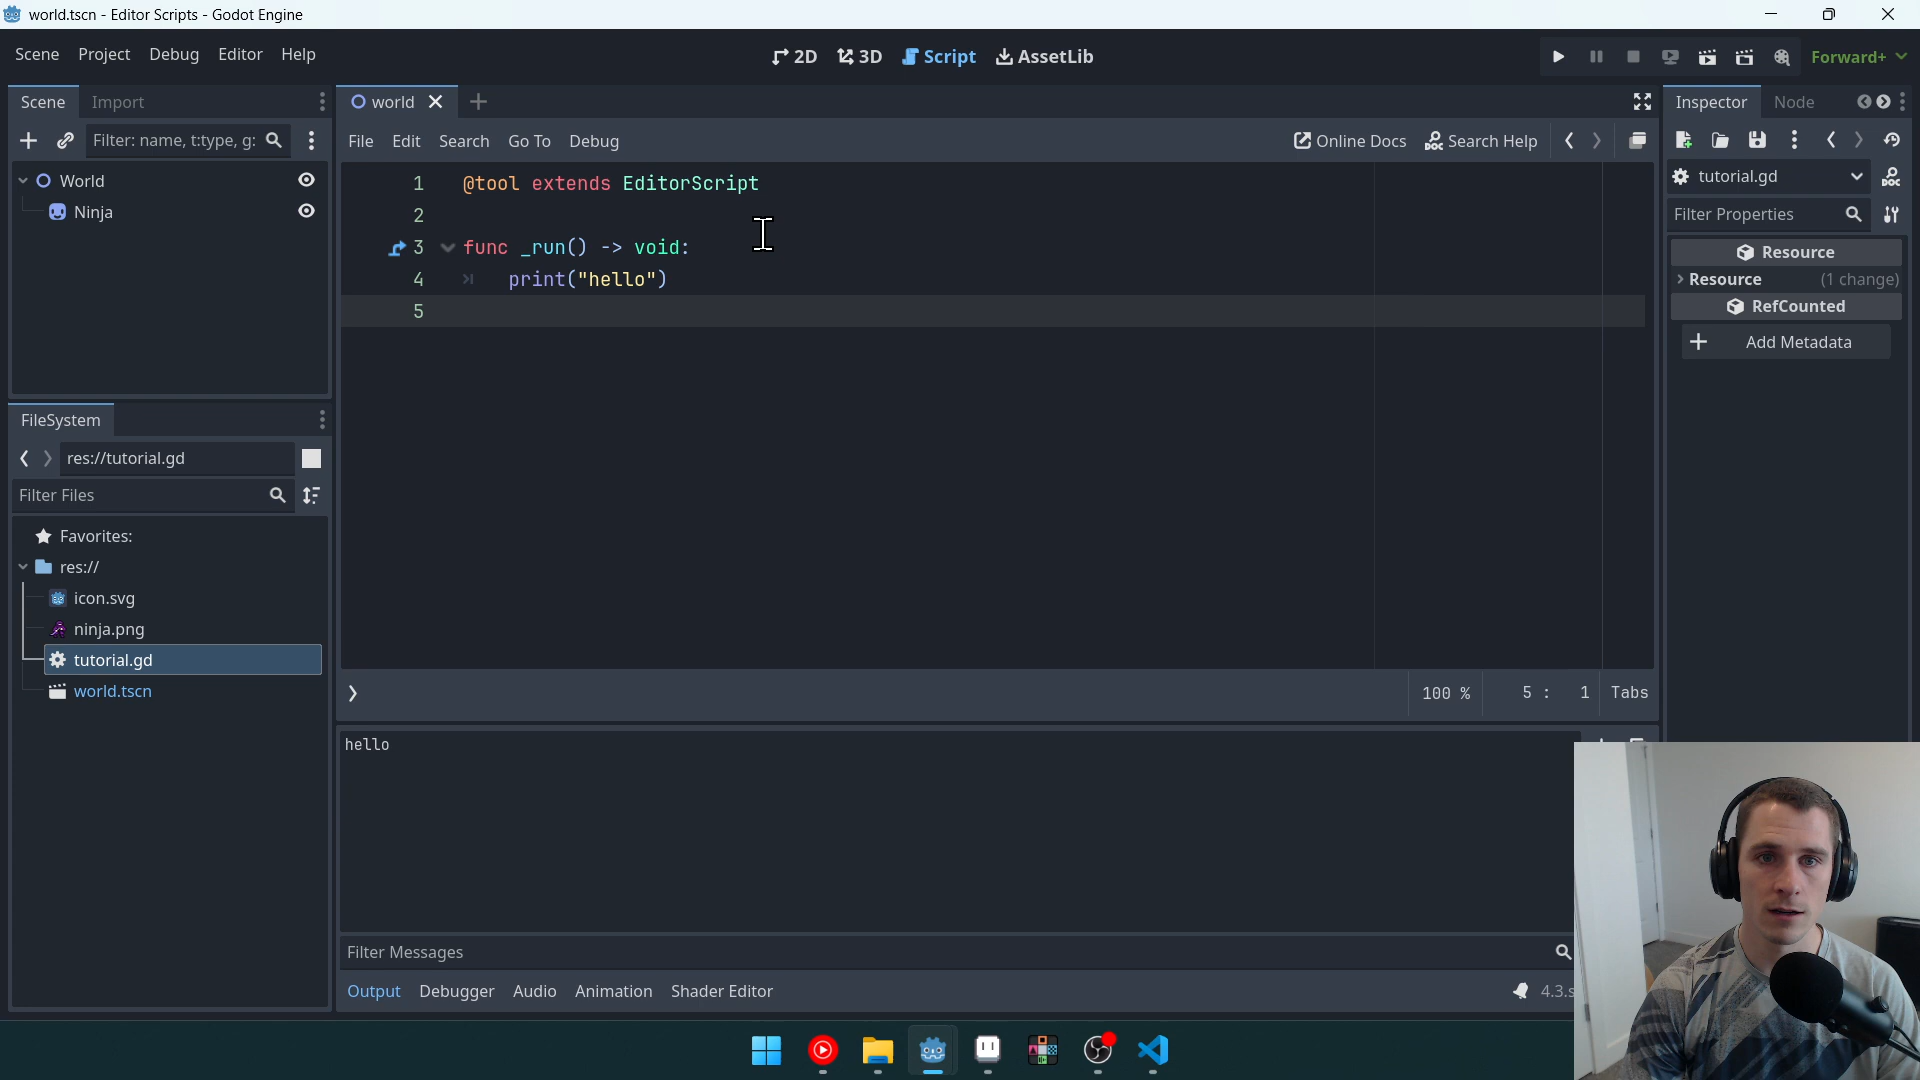 world.tscn - Editor Scripts - Godot Engine
Scene Project Debug Editor Help
2D 3D Script AssetLib
Forward+
Scene Import
Filter: name, t:type, g:
World
Ninja
FileSystem
res://tutorial.gd
Filter Files
Favorites:
res://
icon.svg
ninja.png
tutorial.gd
world.tscn
world
File Edit Search Go To Debug
Online Docs Search Help
1 @tool extends EditorScript
2
3 func _run() -> void:
4 print("hello")
5
100 % 5 : 1 Tabs
hello
Filter Messages
Output Debugger Audio Animation Shader Editor
4.3.s
Inspector Node
tutorial.gd
Filter Properties
Resource
Resource (1 change)
RefCounted
Add Metadata
DOC
DOC